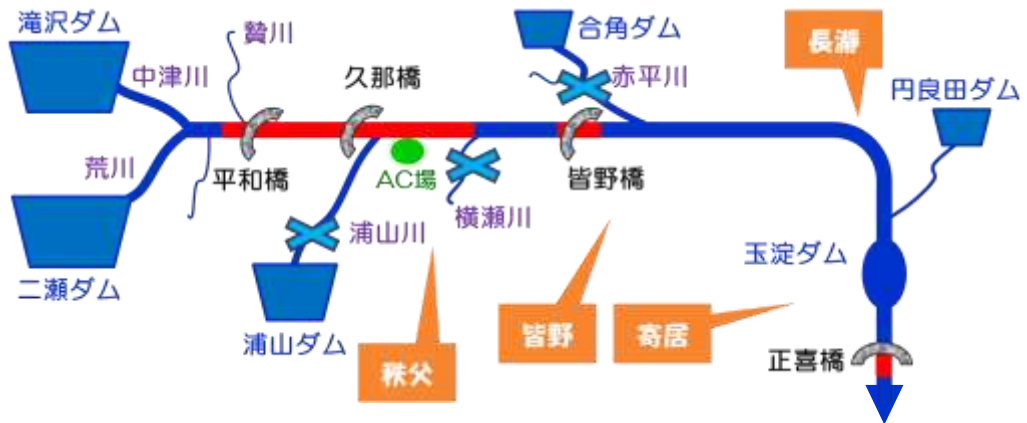 滝沢ダム
贄川
中津川
久那橋
合角ダム
赤平川
長瀞
円良田ダム
荒川
平和橋
AC場
皆野橋
横瀬川
浦山川
玉淀ダム
二瀬ダム
浦山ダム
秩父
皆野
寄居
正喜橋